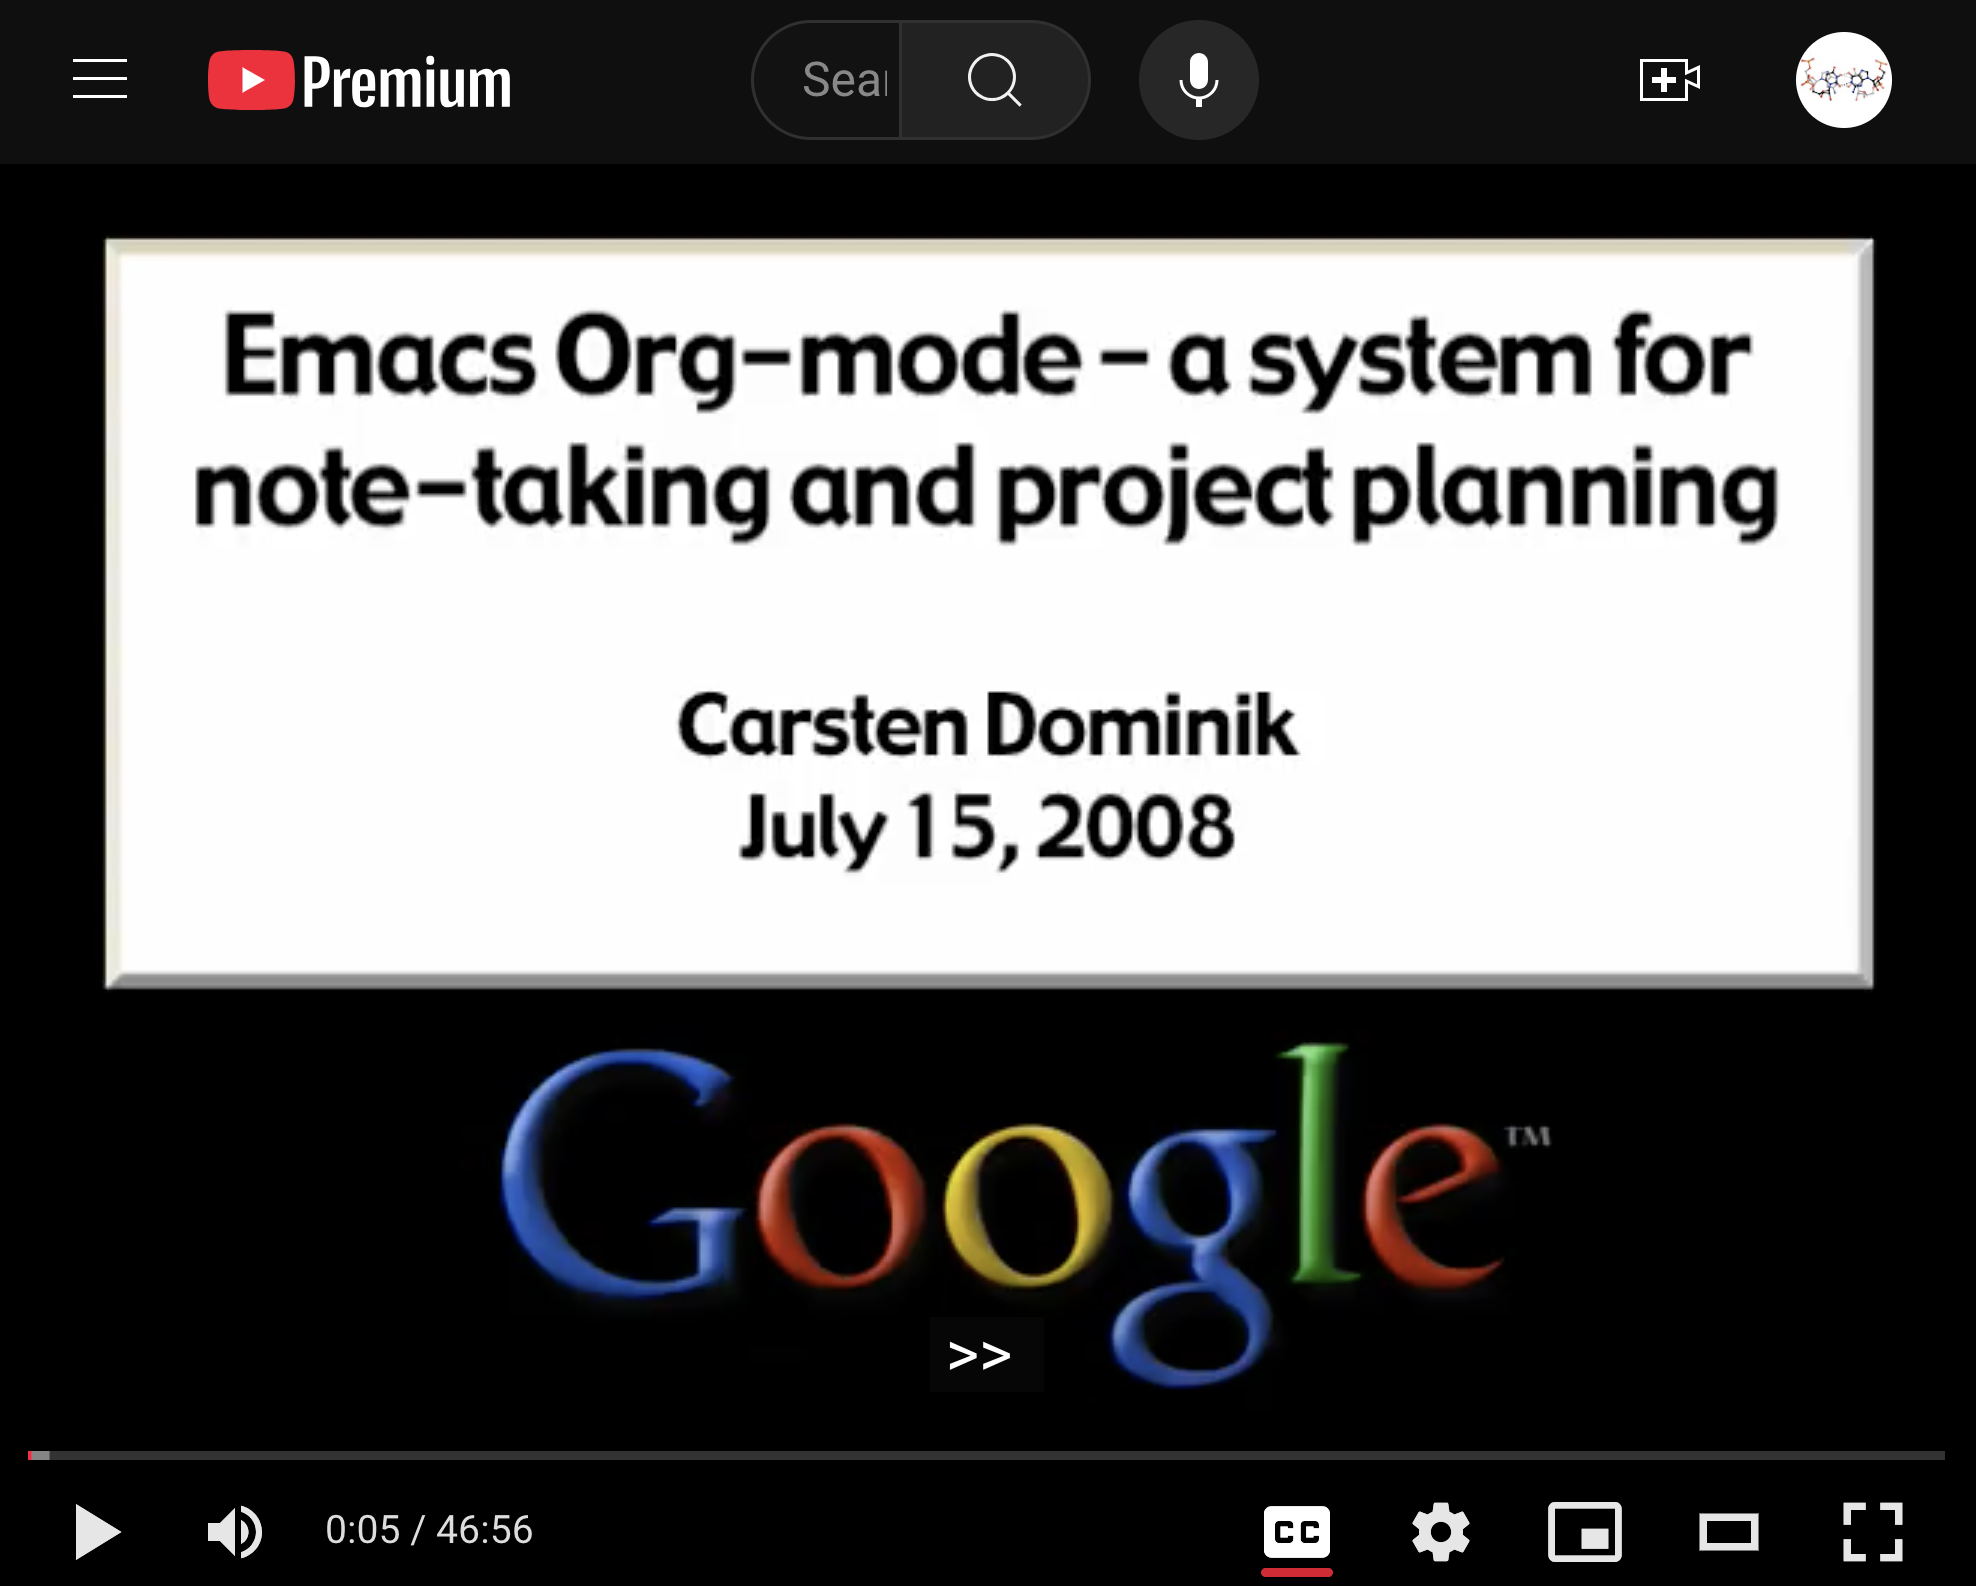 Premium
Sear
Emacs Org-mode - a system for
note-taking and project planning
Carsten Dominik
July 15, 2008
Google™
>>
0:05 / 46:56
CC